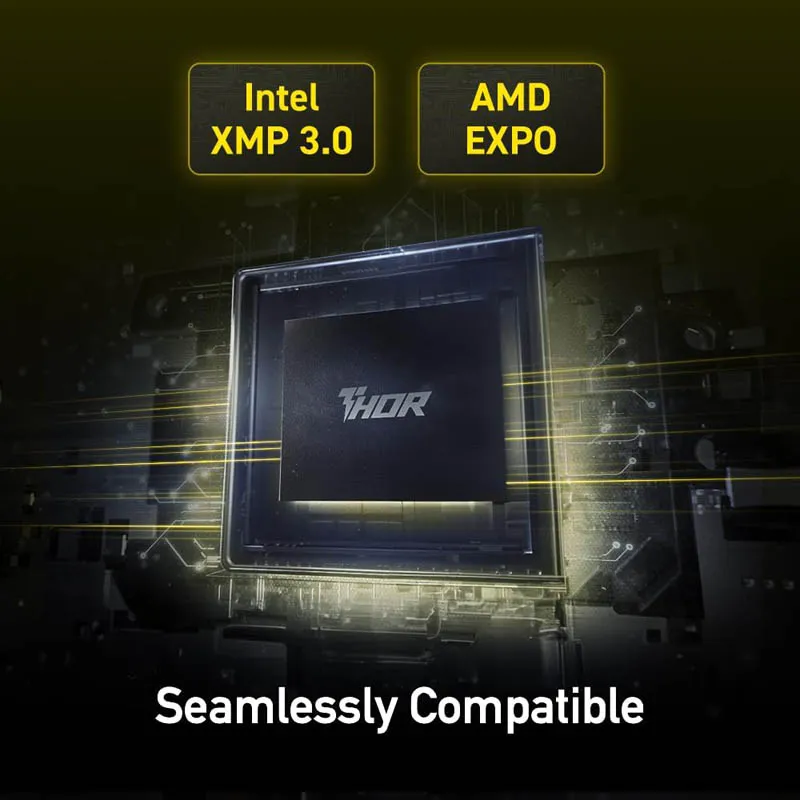 Intel
XMP 3.0
AMD
EXPO
THOR
Seamlessly Compatible